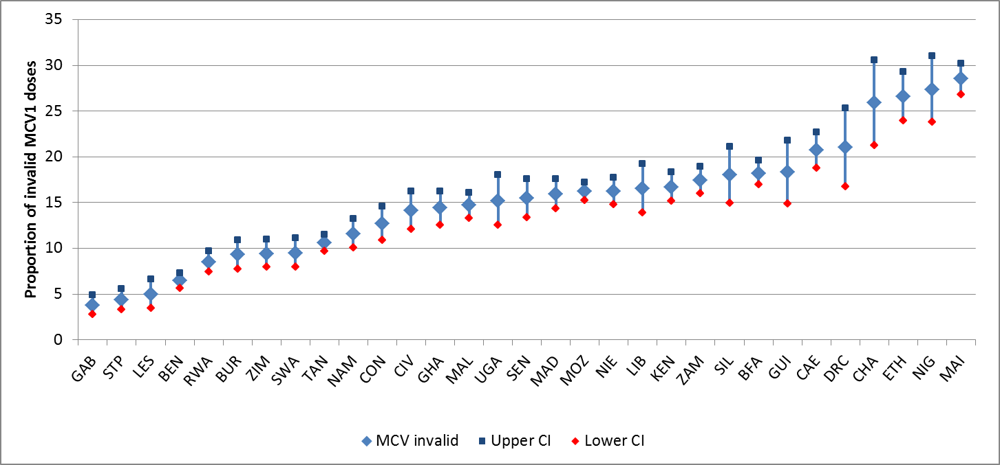 Proportion of invalid MCV1 doses
35
30
25
20
15
10
5
0
GAB STP LES BEN RWA BUR ZIM SWA TAN NAM CON CIV GHA MAL UGA SEN MAD MOZ NIE LIB KEN ZAM SIL BFA GUI CAE DRC CHA ETH NIG MAI
MCV invalid Upper CI Lower CI